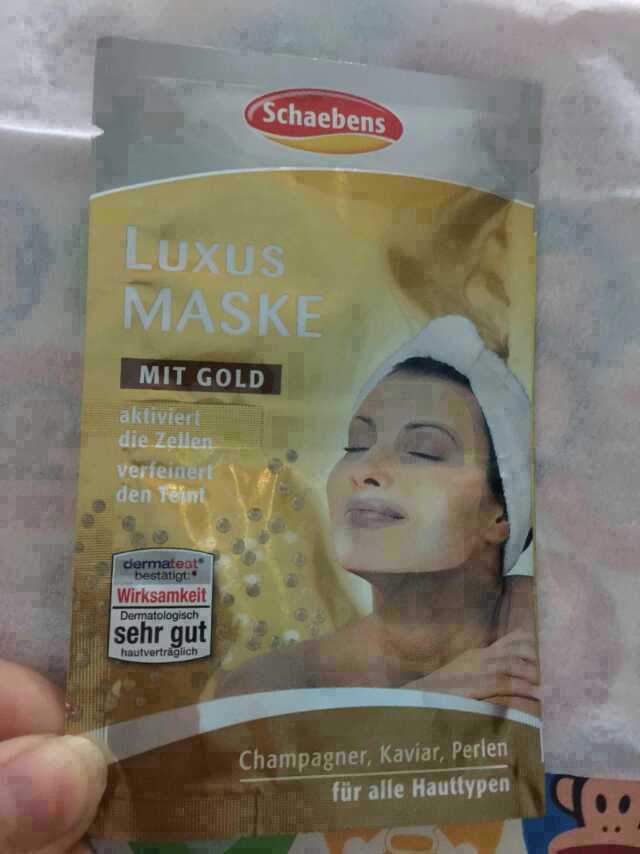 Schaebens
LUXUS
MASKE
MIT GOLD
aktiviert
die Zellen
verfeinert
den Teint
dermatest®
bestätigt:*
Wirksamkeit
Dermatologisch
sehr gut
hautverträglich
Champagner, Kaviar, Perlen
für alle Hauttypen